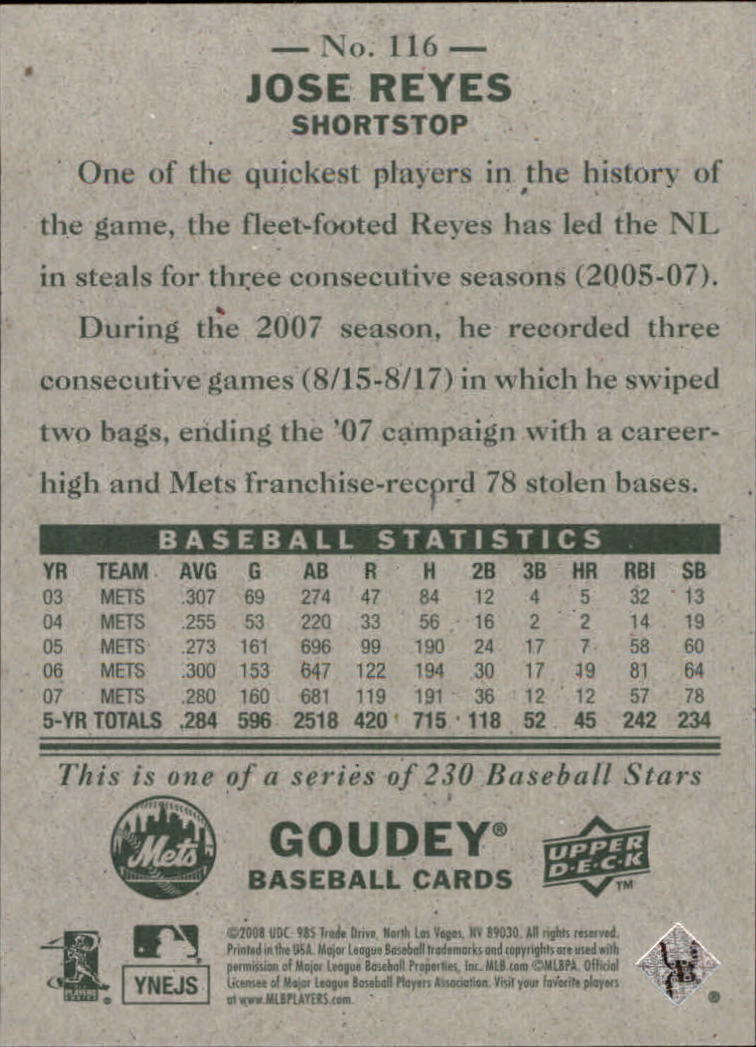 — No. 116 —
JOSE REYES
SHORTSTOP
One of the quickest players in the history of
the game, the fleet-footed Reyes has led the NL
in steals for three consecutive seasons (2005-07).
During the 2007 season, he recorded three
consecutive games (8/15-8/17) in which he swiped
two bags, ending the '07 campaign with a career-
high and Mets franchise-record 78 stolen bases.
BASEBALL STATISTICS
YR TEAM AVG G AB R H 2B 3B HR RBI SB
03 METS .307 69 274 47 84 12 4 5 32 13
04 METS .255 53 220 33 56 16 2 2 14 19
05 METS .273 161 696 99 190 24 17 7 58 60
06 METS .300 153 647 122 194 30 17 19 81 64
07 METS .280 160 681 119 191 36 12 12 57 78
5-YR TOTALS .284 596 2518 420 715 118 52 45 242 234
This is one of a series of 230 Baseball Stars
Mets
GOUDEY®
BASEBALL CARDS
UPPER
D·E·C·K
TM
YNEJS
©2008 UDC 985 Trade Drive, North Las Vegas, NV 89030. All rights reserved.
Printed in the USA. Major League Baseball trademarks and copyrights are used with
permission of Major League Baseball Properties, Inc. MLB.com ©MLBPA. Official
Licensee of Major League Baseball Players Association. Visit your favorite players
at www.MLBPLAYERS.com.
®